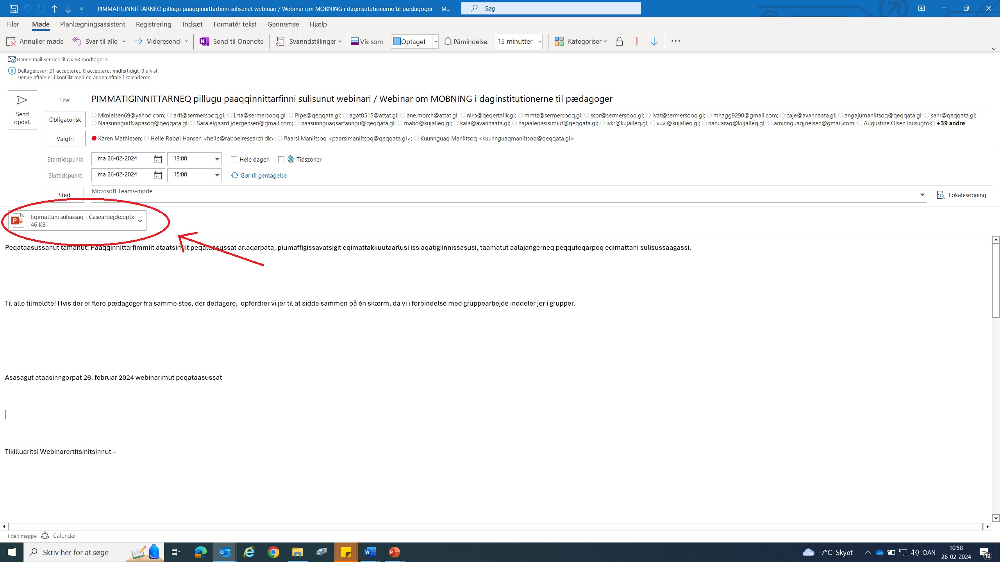 PIMMATIGINNITTARNEQ pillugu paaqqinnittarfinni sulisunut webinari / Webinar om MOBNING i daginstitutionerne til pædagoger - M...
Søg
Filer Møde Planlægningsassistent Registrering Indsæt Formatér tekst Gennemse Hjælp
Annuller møde Svar til alle Videresend Send til Onenote Svarindstillinger Vis som: Optaget Påmindelse: 15 minutter Kategoriser
Denne mail sendes til ca. 68 modtagere.
Deltagersvar: 21 accepteret, 0 accepteret midlertidigt, 0 afvist.
Denne aftale er i konflikt med en anden aftale i kalenderen.
Send opdat.
Titel PIMMATIGINNITTARNEQ pillugu paaqqinnittarfinni sulisunut webinari / Webinar om MOBNING i daginstitutionerne til pædagoger
Obligatorisk Mknielsen69@yahoo.com; arfl@sermersooq.gl; Lrta@sermersooq.gl; Pipe@qeqqata.gl; agat0515@attat.gl; ane.morch@attat.gl; niro@qeqertalik.gl; mmtz@sermersooq.gl; ssor@sermersooq.gl; ivat@sermersooq.gl; mhagg9290@gmail.com; caje@avannaata.gl; angajumaniitsoq@qeqqata.gl; sahr@qeqqata.gl;
NaasunnguitNapasoq@qeqqata.gl; Sara.elgaard.joergensen@gmail.com; naasunnguaqsarfanngu@qeqqata.gl; maho@kujalleq.gl; kala@avannaata.gl; najaaleqasisimiut@qeqqata.gl; ivkr@kujalleq.gl; vuvi@kujalleq.gl; nanuaraq@kujalleq.gl; aminnguaqjoelsen@gmail.com; Augustine Olsen Inûsugtok´; +39 andre
Valgfri Karen Mathiesen; Helle Rabøl Hansen <helle@raboelresearch.dk>; Paarsi Maniitsoq <paarsimaniitsoq@qeqqata.gl>; Kuunnguaq Maniitsoq <kuunnguaqmaniitsoq@qeqqata.gl>
Starttidspunkt ma 26-02-2024 13:00 Hele dagen Tidszoner
Sluttidspunkt ma 26-02-2024 15:00 Gør til gentagelse
Sted Microsoft Teams-møde Lokalesøgning
Eqimattani suliassaq - Casearbejde.pptx
46 KB
Peqataasussanut tamanut! Paaqqinnittarfimmiit ataatsimiit peqataasussat arlaqarpata, piumaffigissavatsigit eqimattakkuutaarlusi issiaqatigiinnissasusi, taamatut aalajangerneq peqquteqarpoq eqimattani sulisussaagassi.
Til alle tilmeldte! Hvis der er flere pædagoger fra samme stes, der deltagere,  opfordrer vi jer til at sidde sammen på én skærm, da vi i forbindelse med gruppearbejde inddeler jer i grupper.
Asasagut ataasinngorpat 26. februar 2024 webinarimut peqataasussat
Tikilluaritsi Webinarertitsinitsinnut –
I delt mappe Calendar
Skriv her for at søge
-7°C Skyet
DAN
10:58
26-02-2024
19